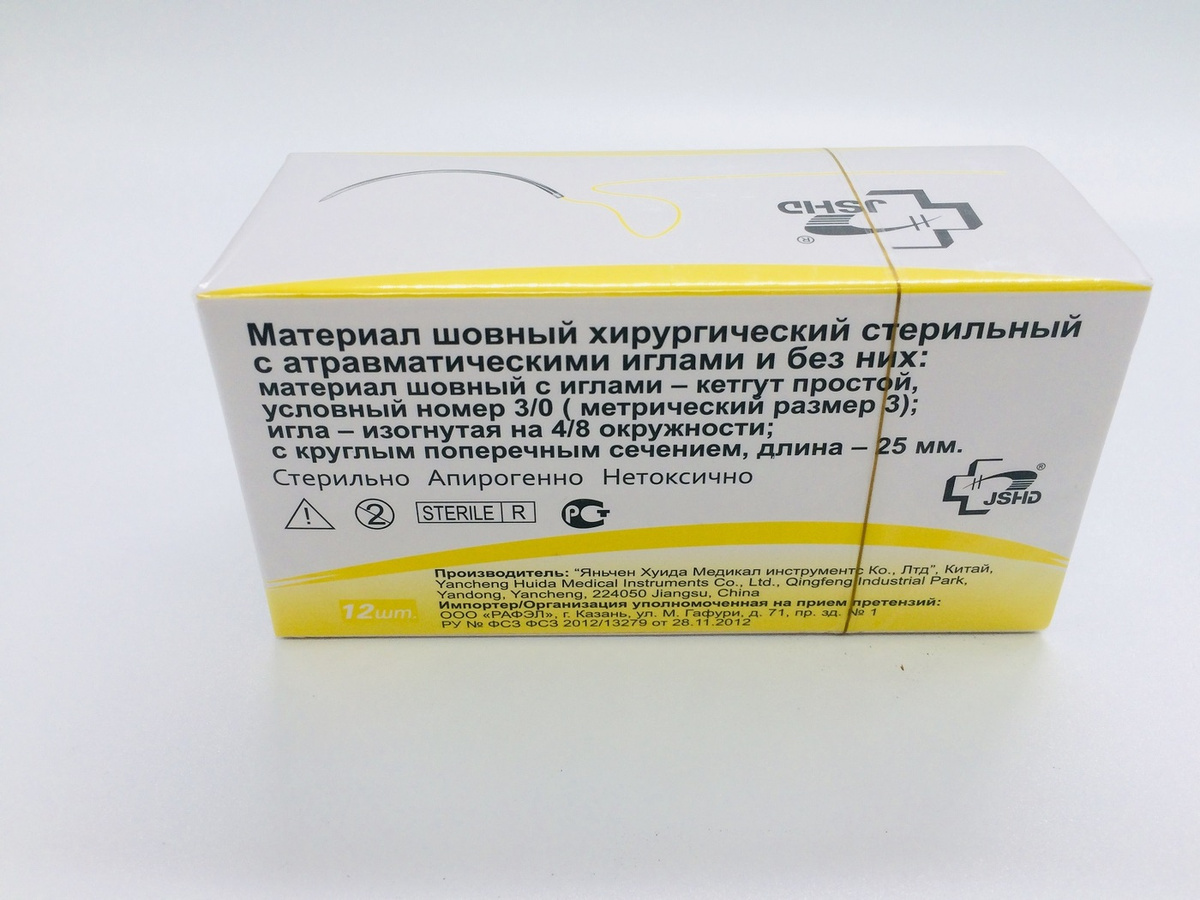 JSHD
®
Материал шовный хирургический стерильный
с атравматическими иглами и без них:
материал шовный с иглами – кетгут простой,
условный номер 3/0 ( метрический размер 3);
игла – изогнутая на 4/8 окружности;
с круглым поперечным сечением, длина – 25 мм.
Стерильно Апирогенно Нетоксично
JSHD ®
! 2 STERILE R РСТ
Производитель: “Яньчен Хуида Медикал инструментс Ко., Лтд”, Китай,
Yancheng Huida Medical Instruments Co., Ltd., Qingfeng Industrial Park,
Yandong, Yancheng, 224050 Jiangsu, China
Импортер/Организация уполномоченная на прием претензий:
ООО «РАФЭЛ», г. Казань, ул. М. Гафури, д. 71, пр. зд. № 1
РУ № ФСЗ ФСЗ 2012/13279 от 28.11.2012
12шт.